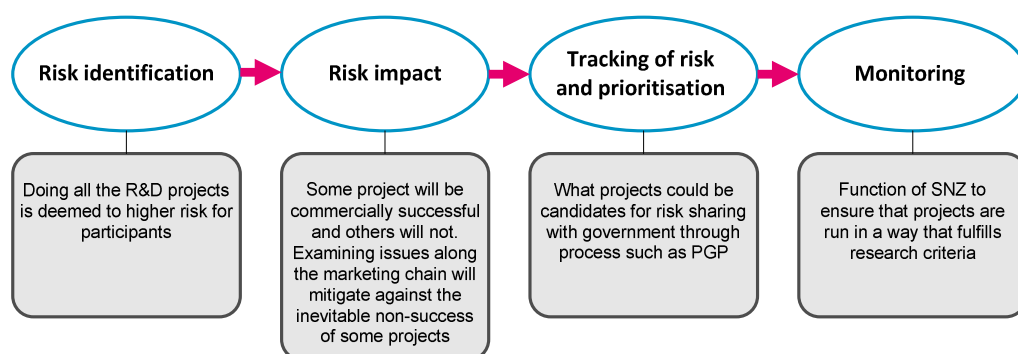 Risk identification
Risk impact
Tracking of risk
and prioritisation
Monitoring
Doing all the R&D projects
is deemed to higher risk for
participants
Some project will be
commercially successful
and others will not.
Examining issues along
the marketing chain will
mitigate against the
inevitable non-success
of some projects
What projects could be
candidates for risk sharing
with government through
process such as PGP
Function of SNZ to
ensure that projects are
run in a way that fulfills
research criteria